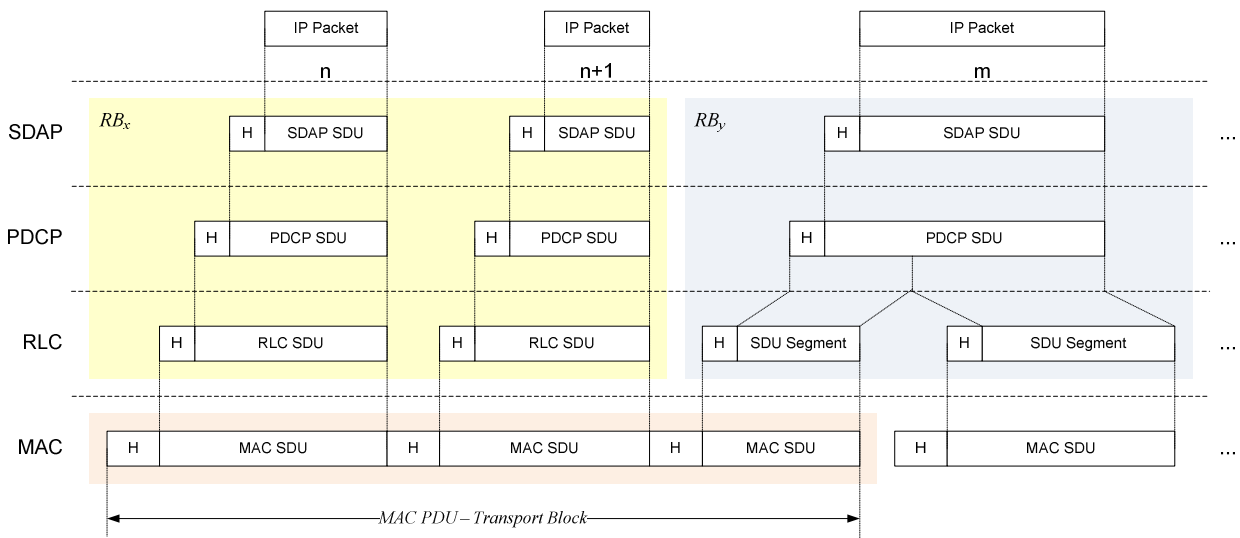 IP Packet IP Packet IP Packet
n n+1 m
RBx RBy
SDAP H SDAP SDU H SDAP SDU H SDAP SDU ...
PDCP H PDCP SDU H PDCP SDU H PDCP SDU ...
RLC H RLC SDU H RLC SDU H SDU Segment H SDU Segment ...
MAC H MAC SDU H MAC SDU H MAC SDU H MAC SDU ...
MAC PDU – Transport Block